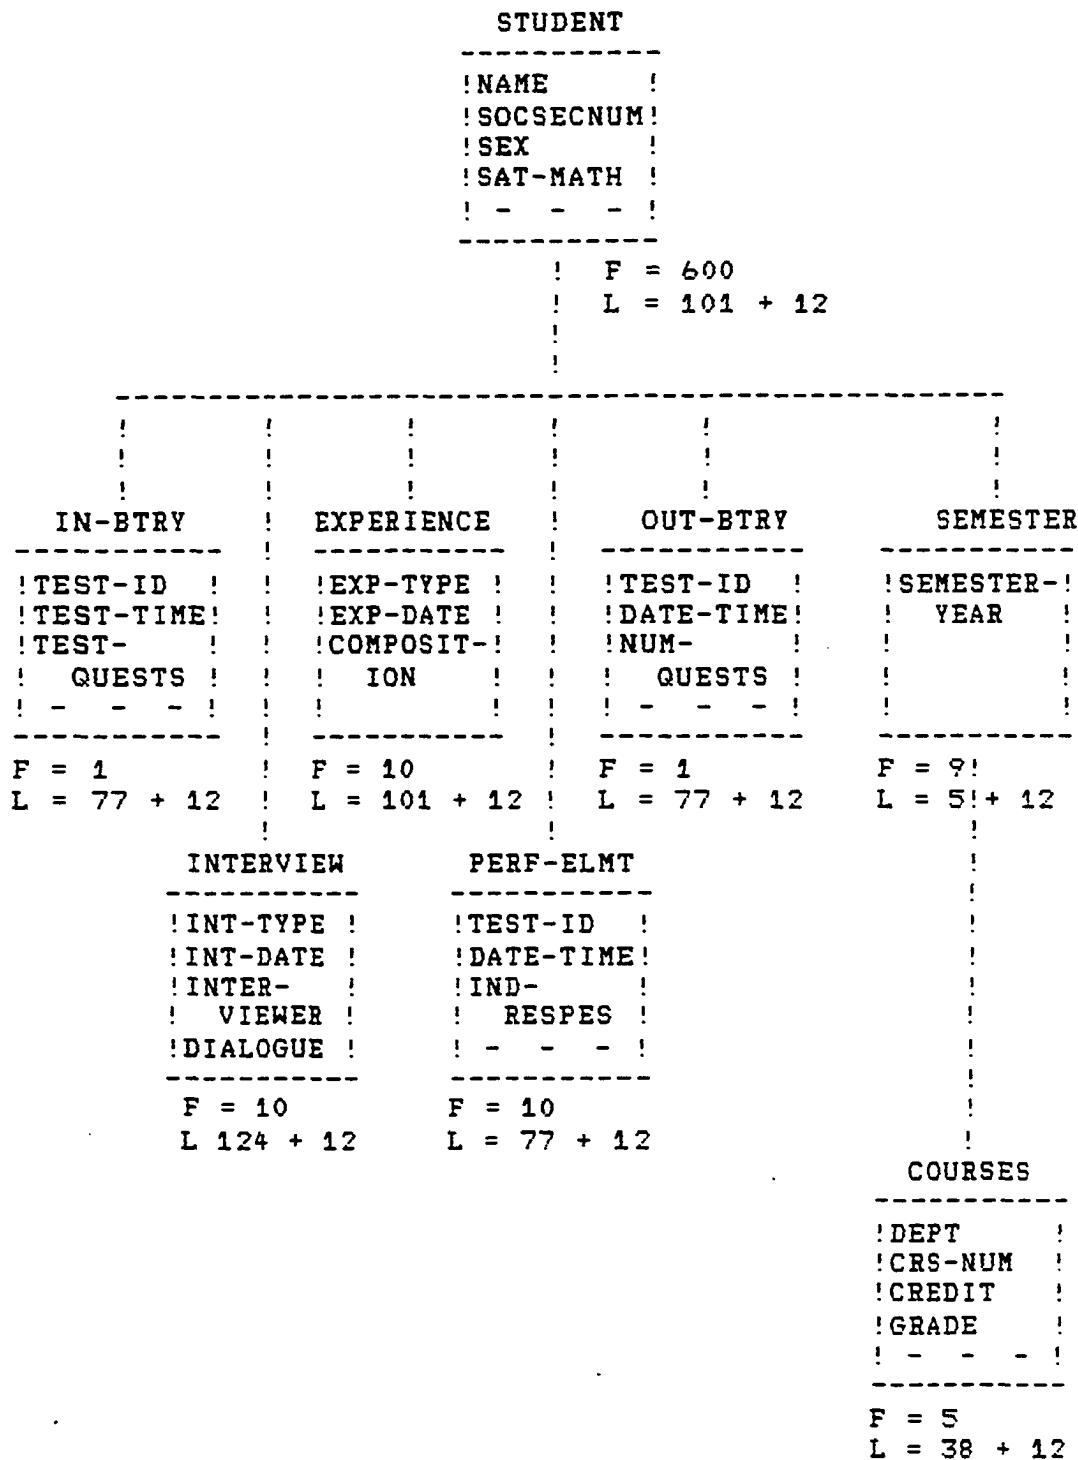 STUDENT
NAME
SOCSECNUM
SEX
SAT-MATH
- - -
F = 600
L = 101 + 12
IN-BTRY
TEST-ID
TEST-TIME
TEST-
QUESTS
- - -
F = 1
L = 77 + 12
EXPERIENCE
EXP-TYPE
EXP-DATE
COMPOSIT-
ION
F = 10
L = 101 + 12
OUT-BTRY
TEST-ID
DATE-TIME
NUM-
QUESTS
- - -
F = 1
L = 77 + 12
SEMESTER
SEMESTER-
YEAR
F = 9
L = 5 + 12
INTERVIEW
INT-TYPE
INT-DATE
INTER-
VIEWER
DIALOGUE
F = 10
L 124 + 12
PERF-ELMT
TEST-ID
DATE-TIME
IND-
RESPES
- - -
F = 10
L = 77 + 12
COURSES
DEPT
CRS-NUM
CREDIT
GRADE
- - -
F = 5
L = 38 + 12